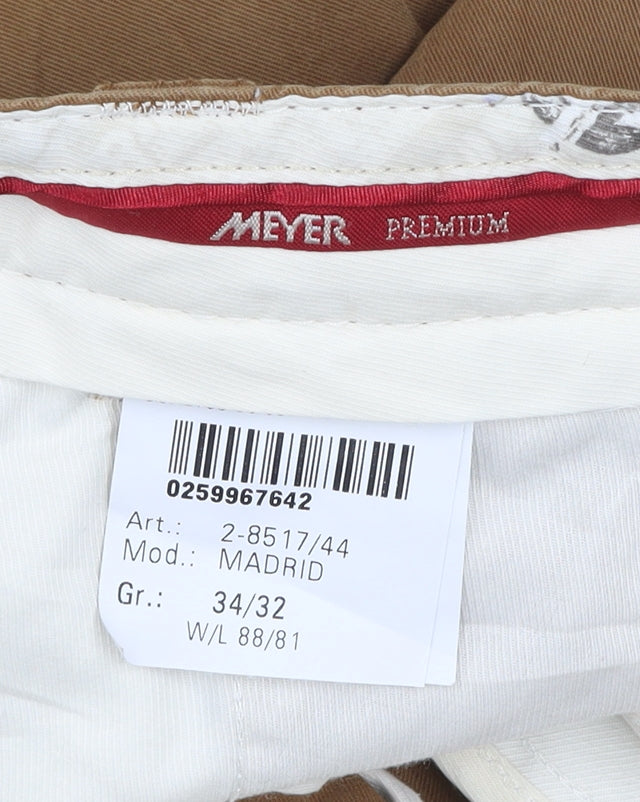 MEYER PREMIUM
0259967642
Art.: 2-8517/44
Mod.: MADRID
Gr.: 34/32
W/L 88/81